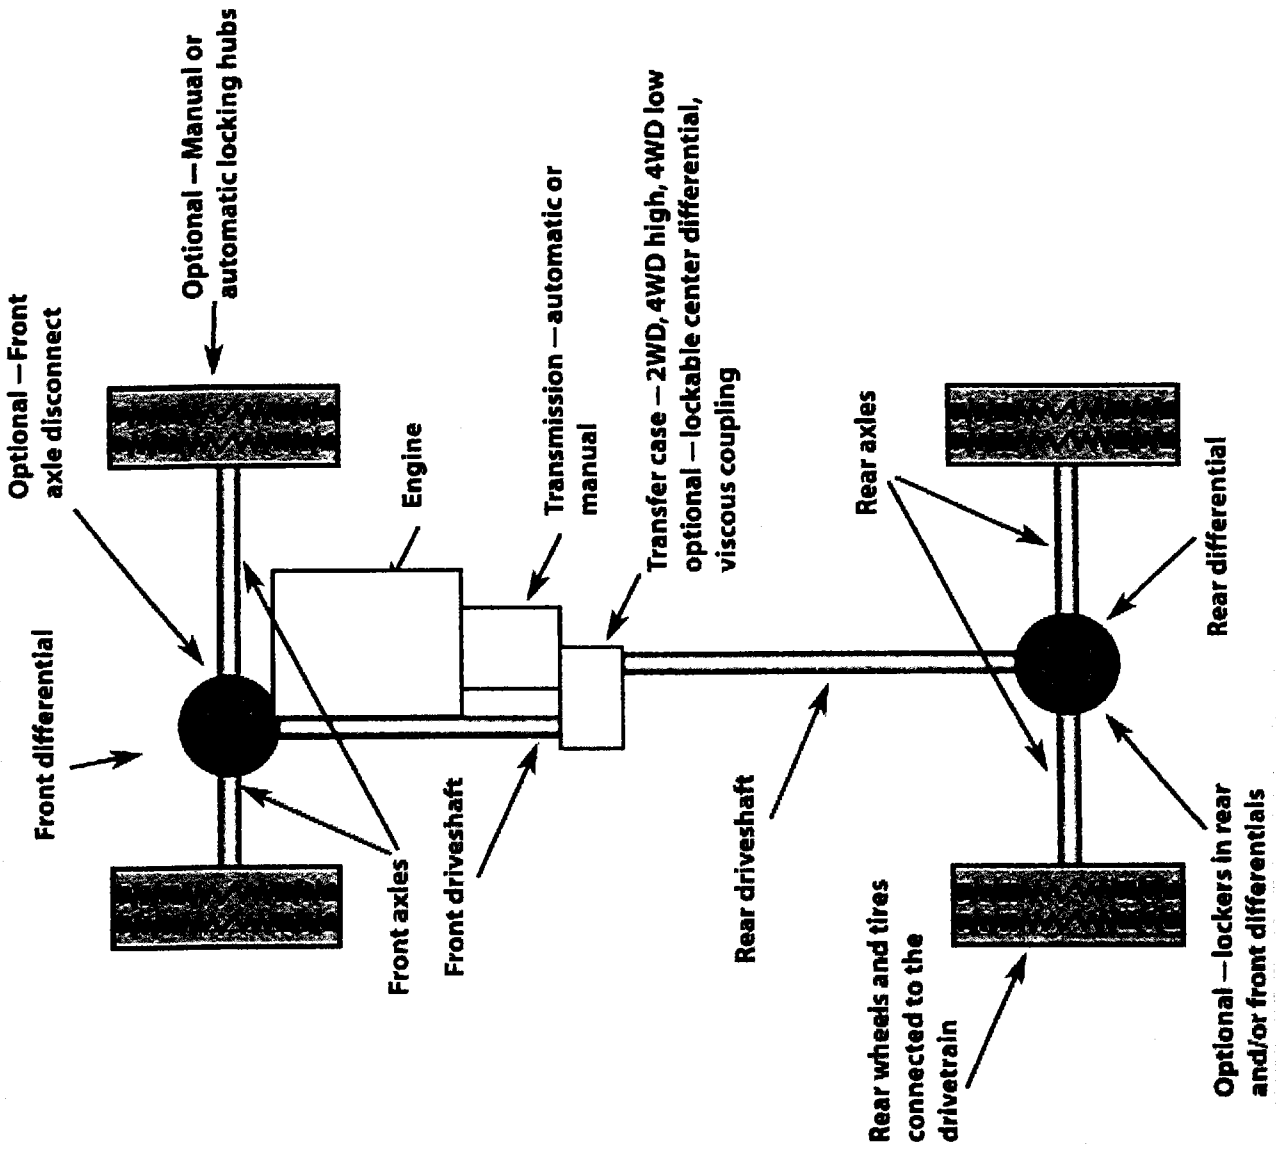 Optional — Front
axle disconnect
Front differential
Optional — Manual or
automatic locking hubs
Engine
Front axles
Front driveshaft
Transmission — automatic or
manual
Transfer case — 2WD, 4WD high, 4WD low
optional — lockable center differential,
viscous coupling
Rear driveshaft
Rear axles
Rear wheels and tires
connected to the
drivetrain
Rear differential
Optional — lockers in rear
and/or front differentials